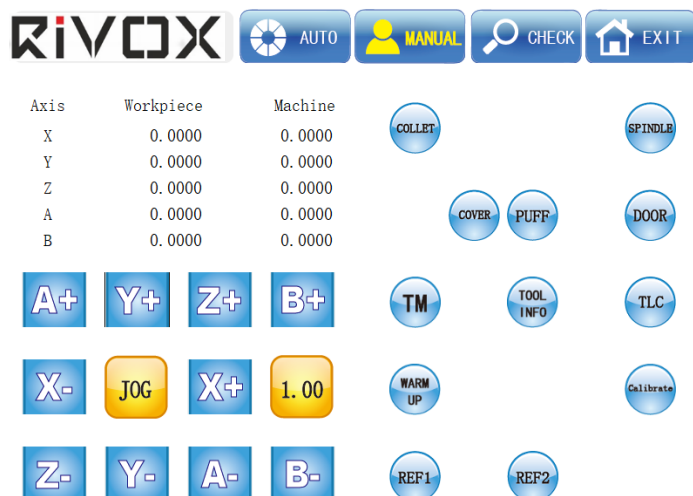 RiVOX AUTO MANUAL CHECK EXIT
Axis Workpiece Machine
X 0.0000 0.0000
Y 0.0000 0.0000
Z 0.0000 0.0000
A 0.0000 0.0000
B 0.0000 0.0000
COLLET SPINDLE
COVER PUFF DOOR
A+ Y+ Z+ B+
TM TOOL INFO TLC
X- JOG X+ 1.00
WARM UP Calibrate
Z- Y- A- B-
REF1 REF2